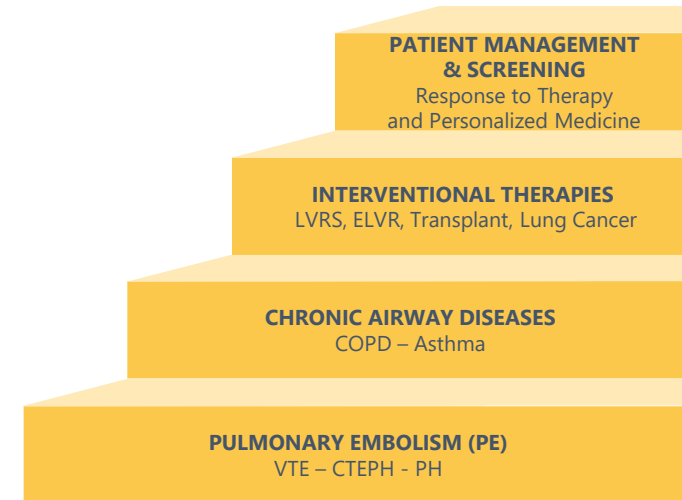 PATIENT MANAGEMENT
& SCREENING
Response to Therapy
and Personalized Medicine
INTERVENTIONAL THERAPIES
LVRS, ELVR, Transplant, Lung Cancer
CHRONIC AIRWAY DISEASES
COPD – Asthma
PULMONARY EMBOLISM (PE)
VTE – CTEPH - PH